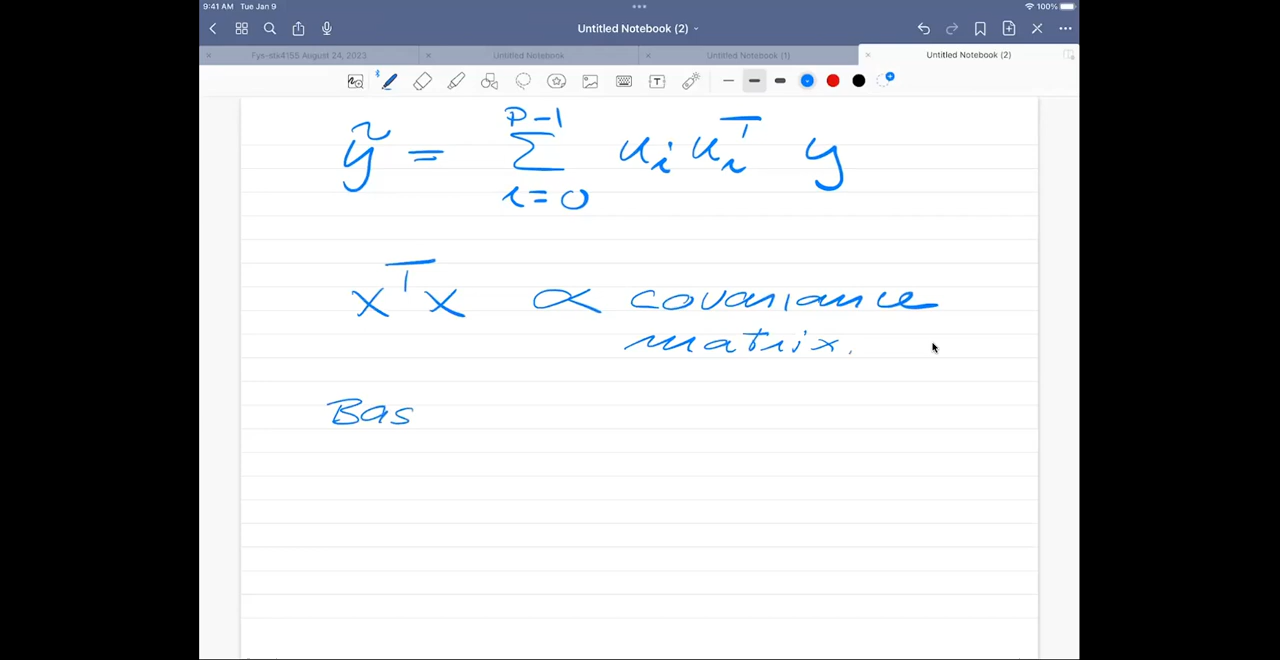 9:41 AM Tue Jan 9
100%
Untitled Notebook (2)
Fys-stk4155 August 24, 2023
Untitled Notebook
Untitled Notebook (1)
Untitled Notebook (2)
ỹ = Σ_{i=0}^{P-1} u_i u_i^T y
X^T X ∝ covariance
matrix.
Bas